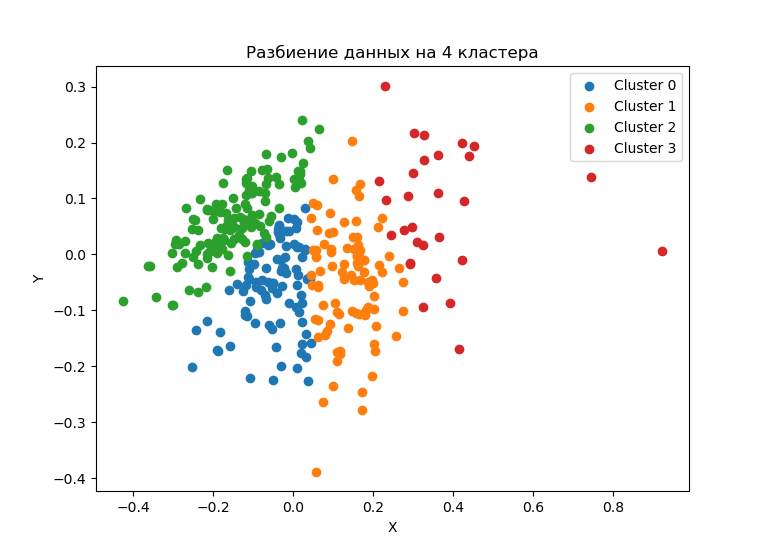 Разбиение данных на 4 кластера
Cluster 0
Cluster 1
Cluster 2
Cluster 3
0.3
0.2
0.1
0.0
−0.1
−0.2
−0.3
−0.4
Y
−0.4
−0.2
0.0
0.2
0.4
0.6
0.8
X